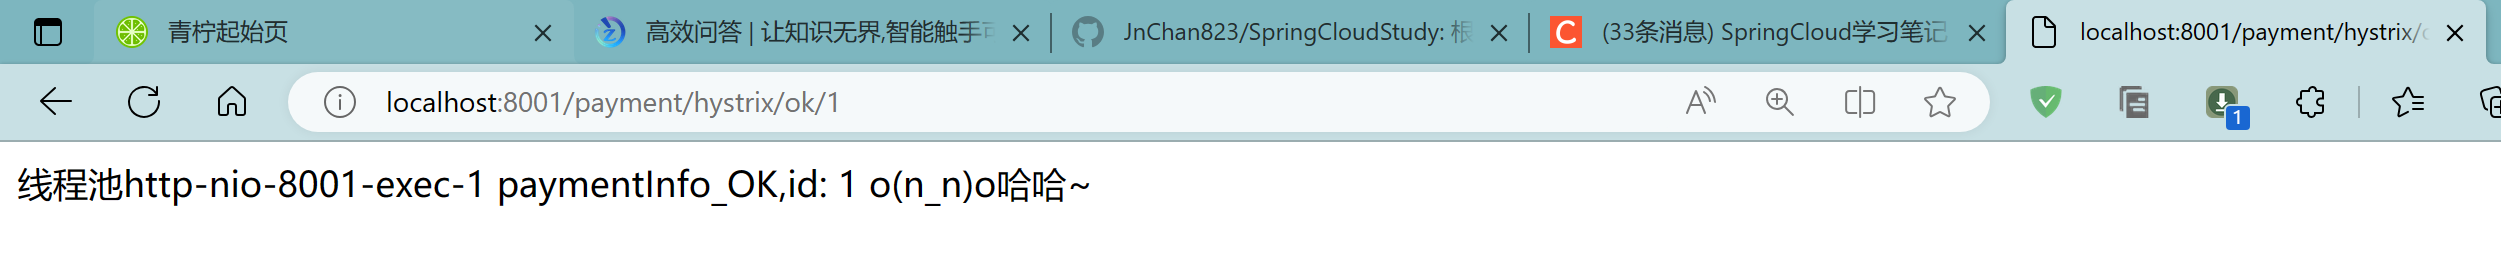 青柠起始页
高效问答 | 让知识无界,智能触手
JnChan823/SpringCloudStudy: 根
(33条消息) SpringCloud学习笔记
localhost:8001/payment/hystrix/
localhost:8001/payment/hystrix/ok/1
1
线程池http-nio-8001-exec-1 paymentInfo_OK,id: 1 o(n_n)o哈哈~